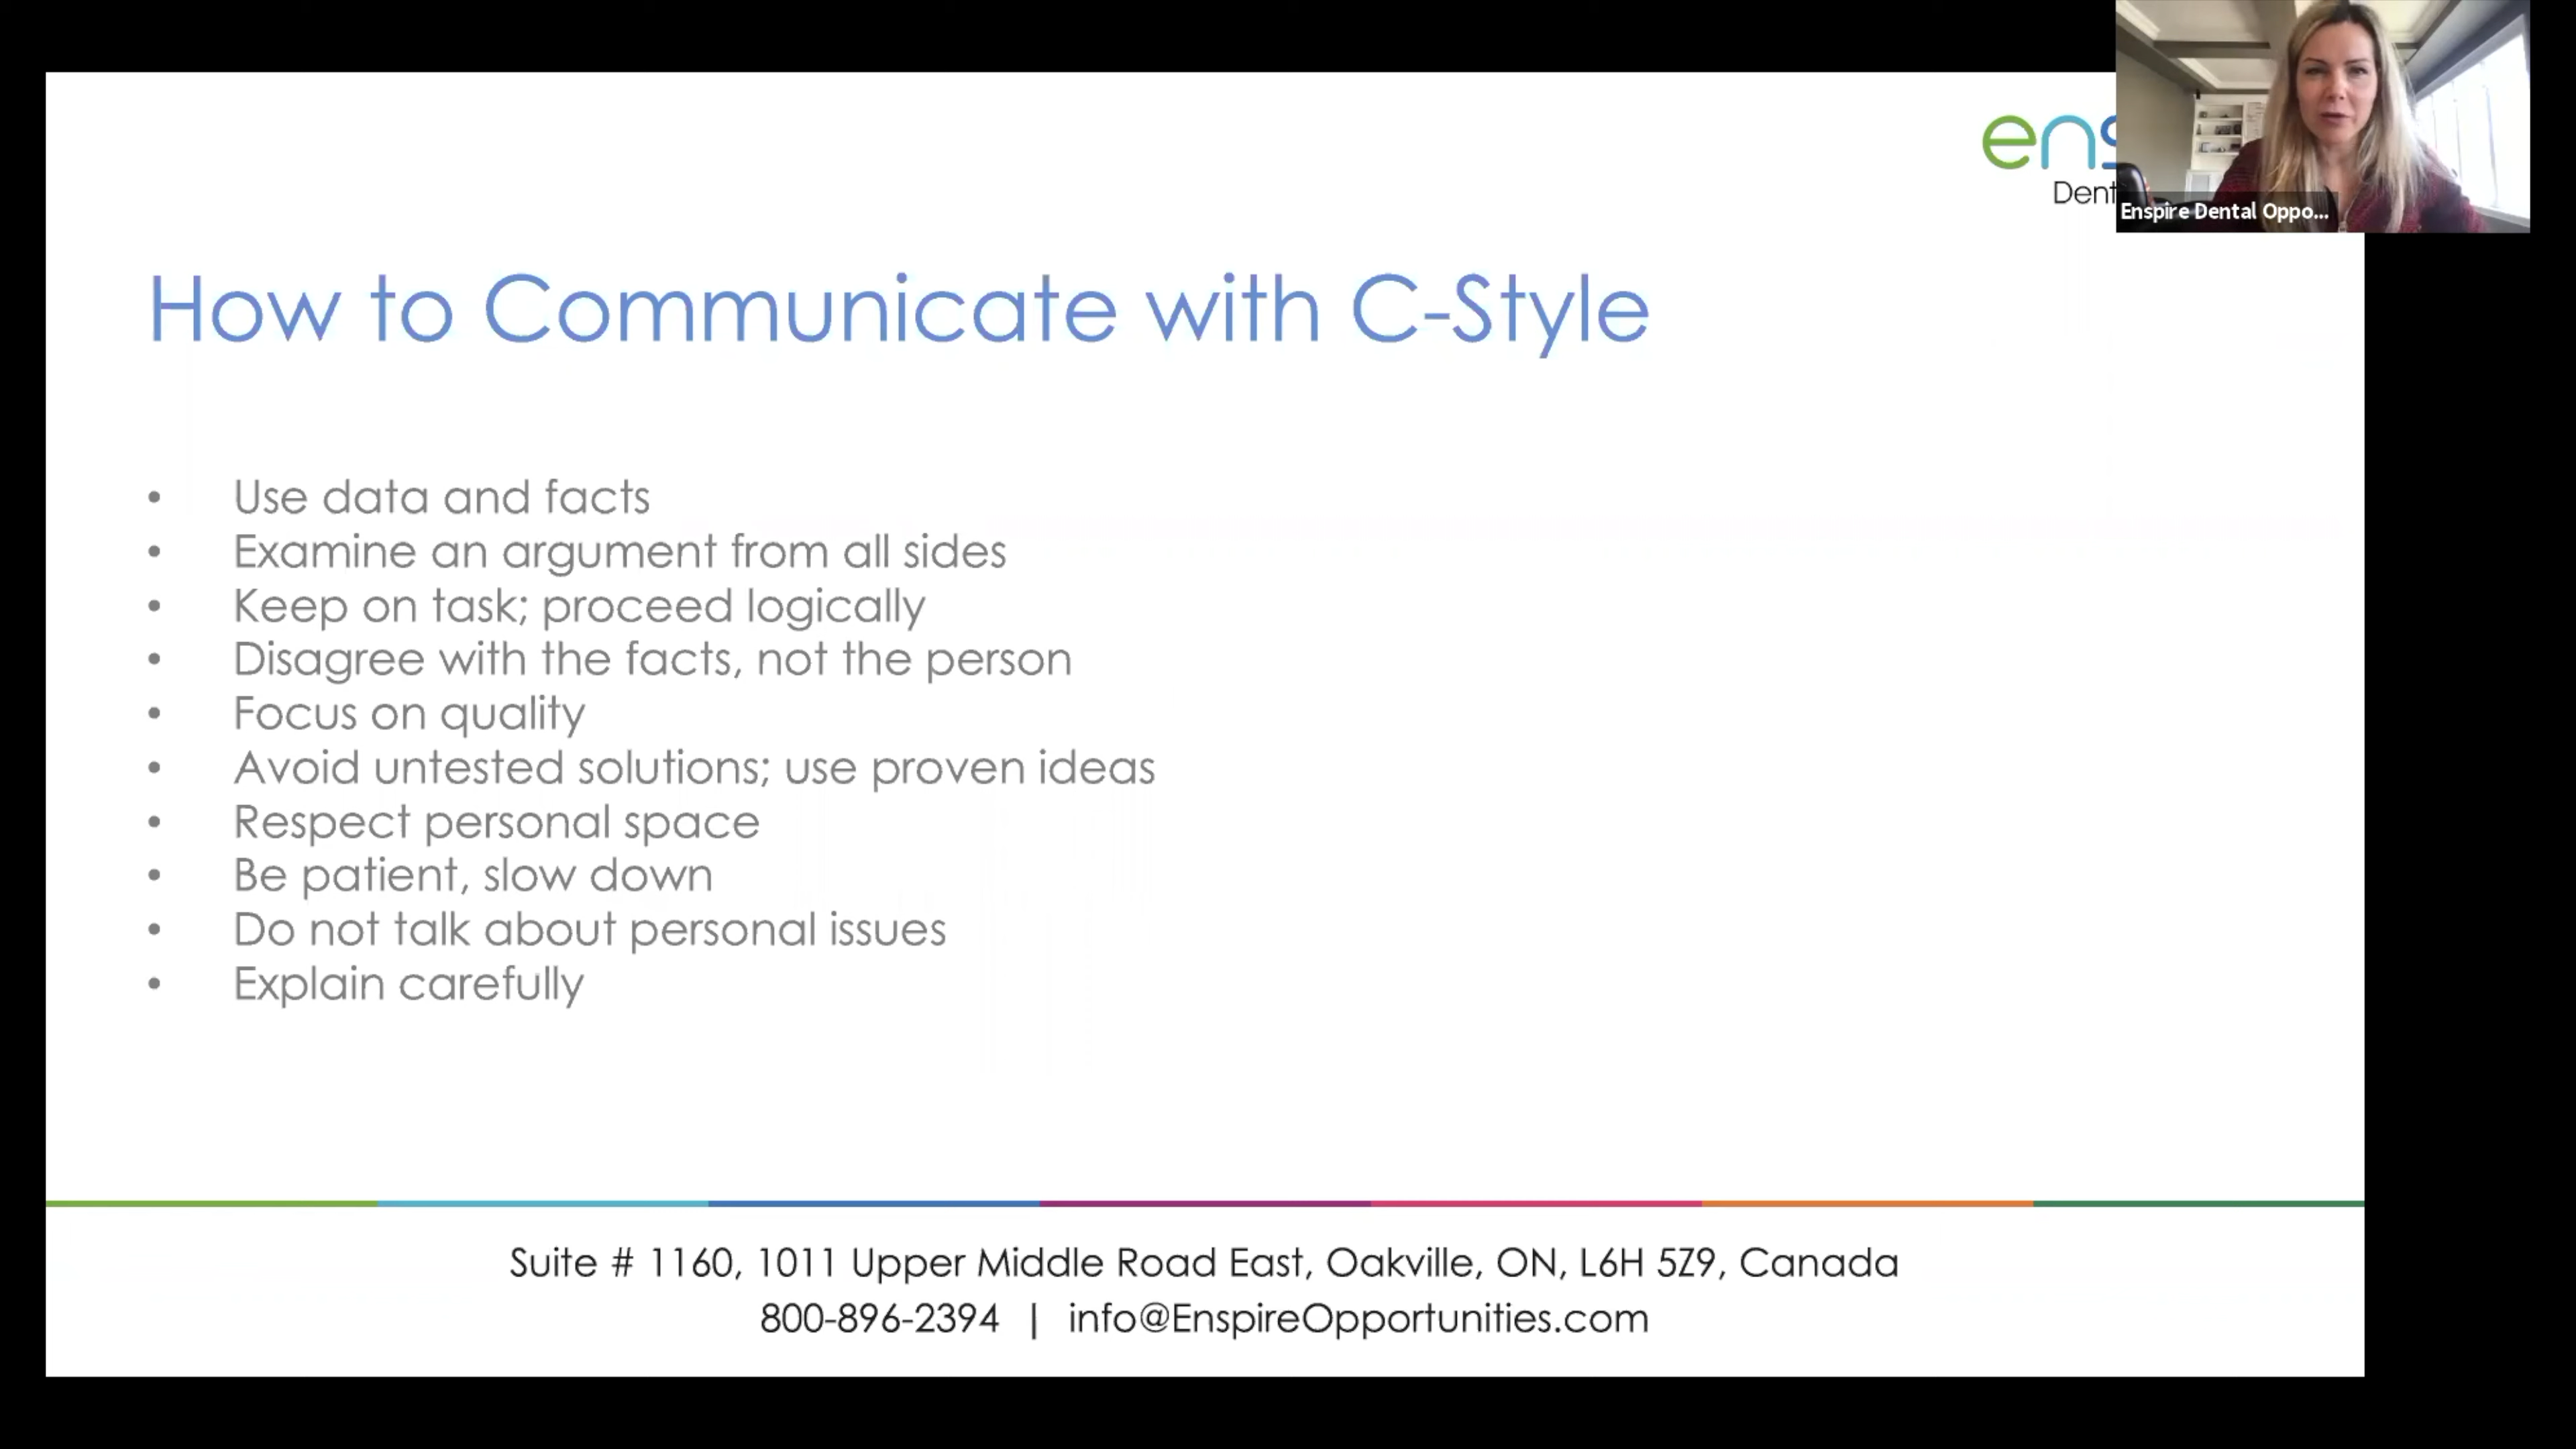 How to Communicate with C-Style
• Use data and facts
• Examine an argument from all sides
• Keep on task; proceed logically
• Disagree with the facts, not the person
• Focus on quality
• Avoid untested solutions; use proven ideas
• Respect personal space
• Be patient, slow down
• Do not talk about personal issues
• Explain carefully
Enspire Dental Oppo...
Suite # 1160, 1011 Upper Middle Road East, Oakville, ON, L6H 5Z9, Canada
800-896-2394 | info@EnspireOpportunities.com